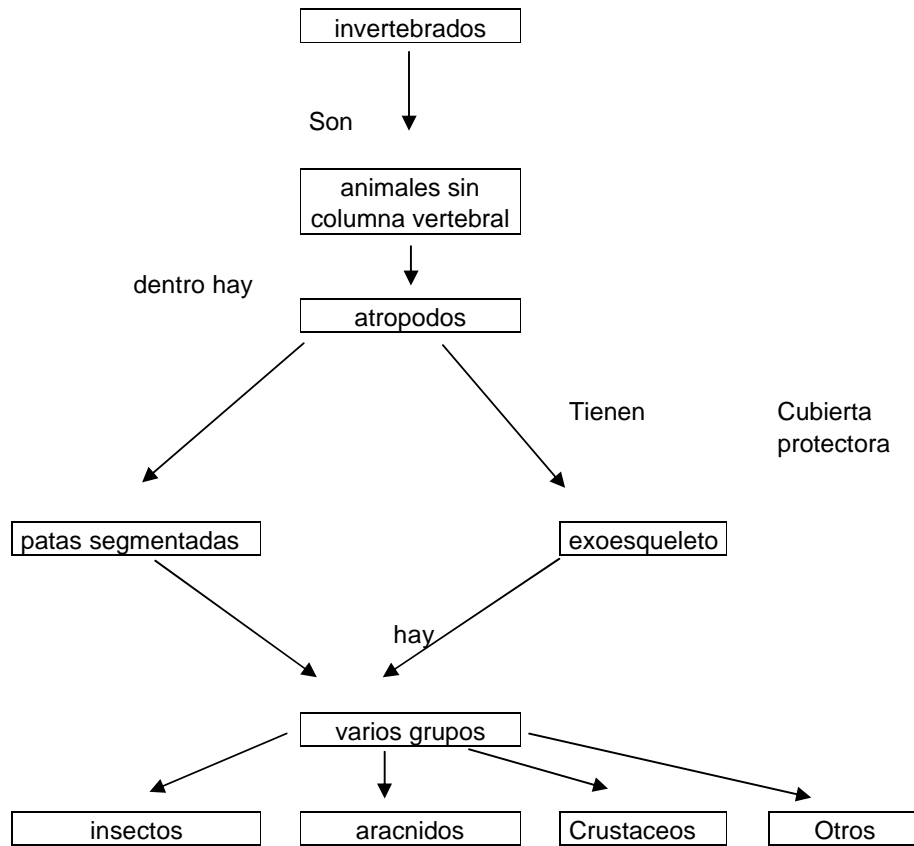 invertebrados
Son
animales sin
columna vertebral
dentro hay
atropodos
Tienen
Cubierta
protectora
patas segmentadas
exoesqueleto
hay
varios grupos
insectos
aracnidos
Crustaceos
Otros